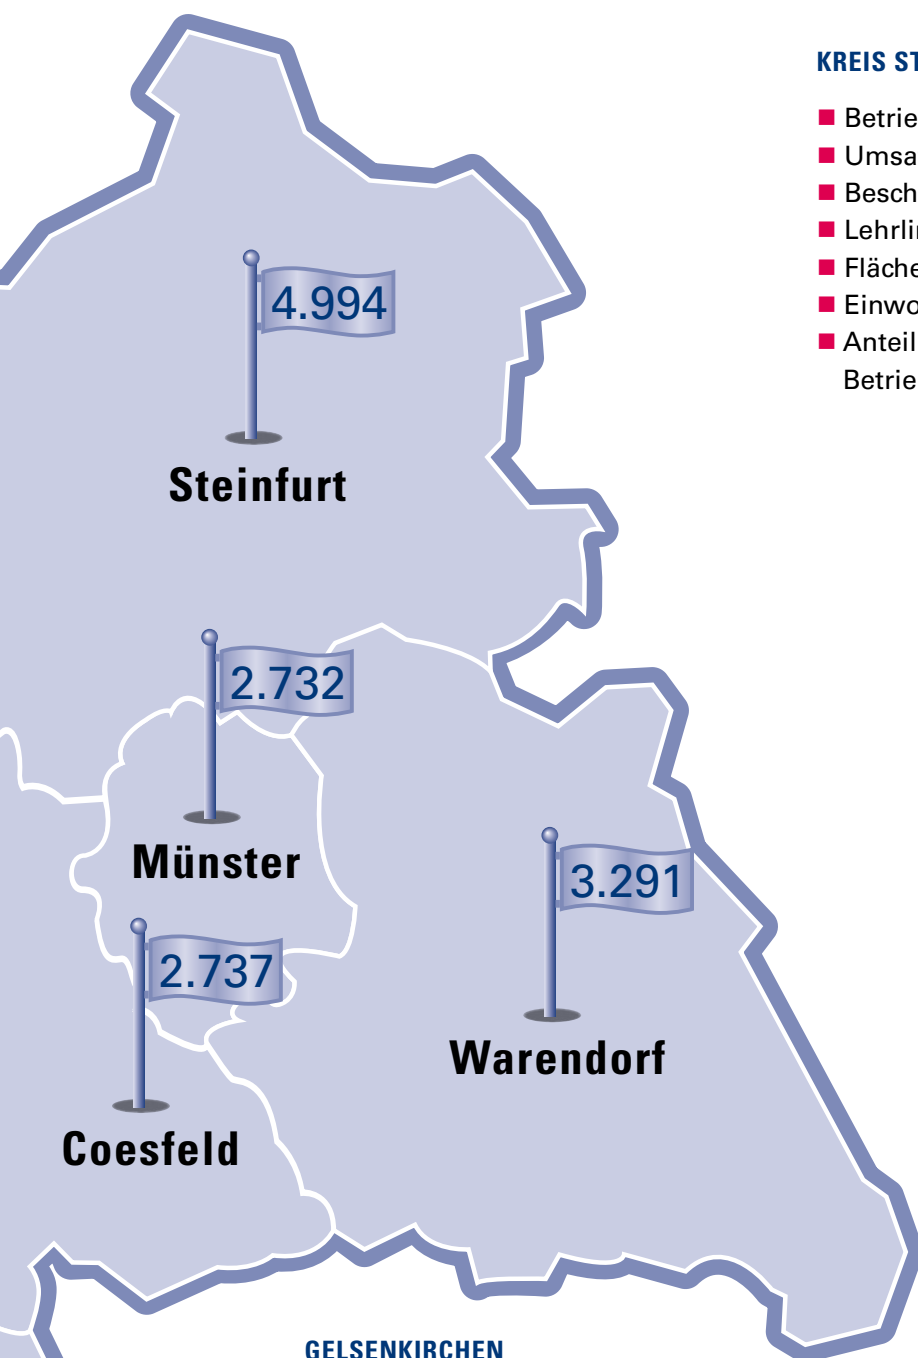 KREIS ST
Betrie
Umsa
Besch
Lehrli
Fläche
Einwo
Anteil
Betrie
4.994
Steinfurt
2.732
Münster
3.291
2.737
Warendorf
Coesfeld
GELSENKIRCHEN